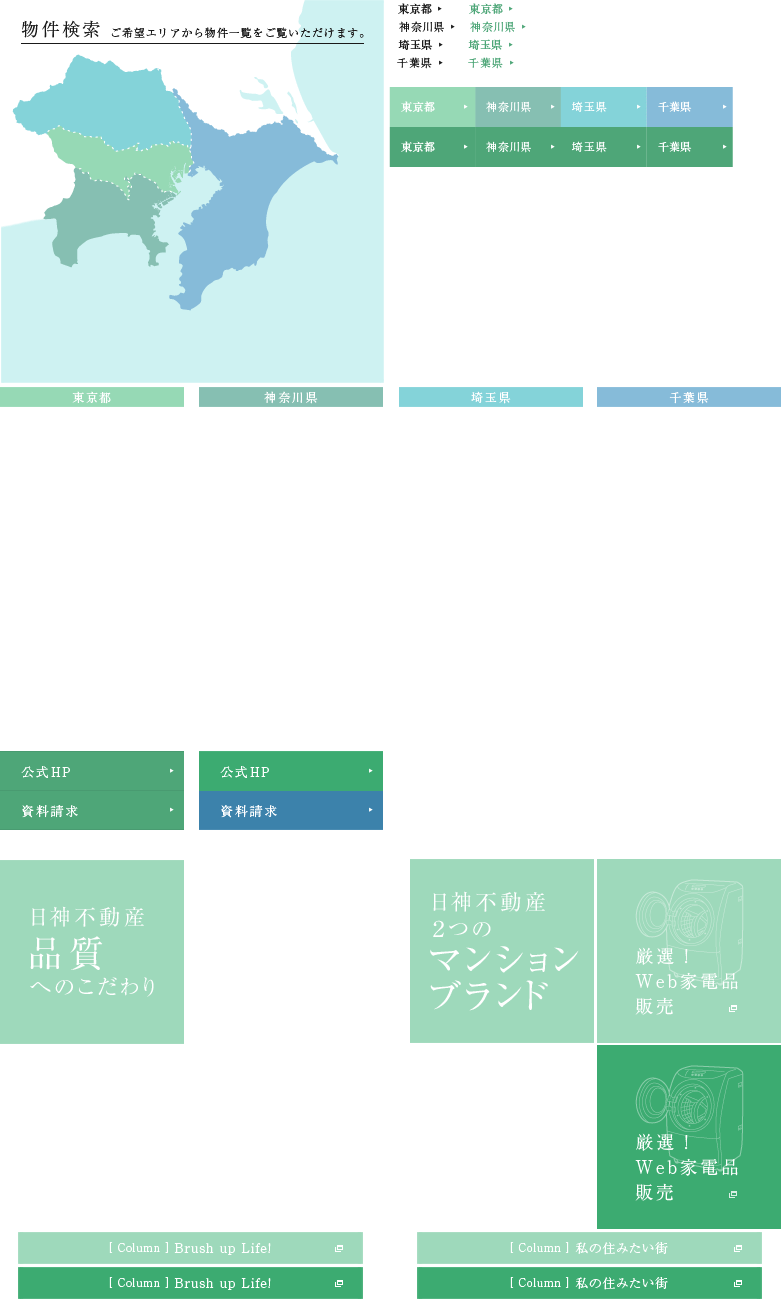 物件検索 ご希望エリアから物件一覧をご覧いただけます。
東京都 東京都
神奈川県 神奈川県
埼玉県 埼玉県
千葉県 千葉県
東京都 神奈川県 埼玉県 千葉県
東京都 神奈川県 埼玉県 千葉県
東京都 神奈川県 埼玉県 千葉県
公式HP 公式HP
資料請求 資料請求
日神不動産
品質
へのこだわり
日神不動産
2つの
マンション
ブランド
厳選！
Web家電品
販売
厳選！
Web家電品
販売
[ Column ] Brush up Life! [ Column ] 私の住みたい街
[ Column ] Brush up Life! [ Column ] 私の住みたい街